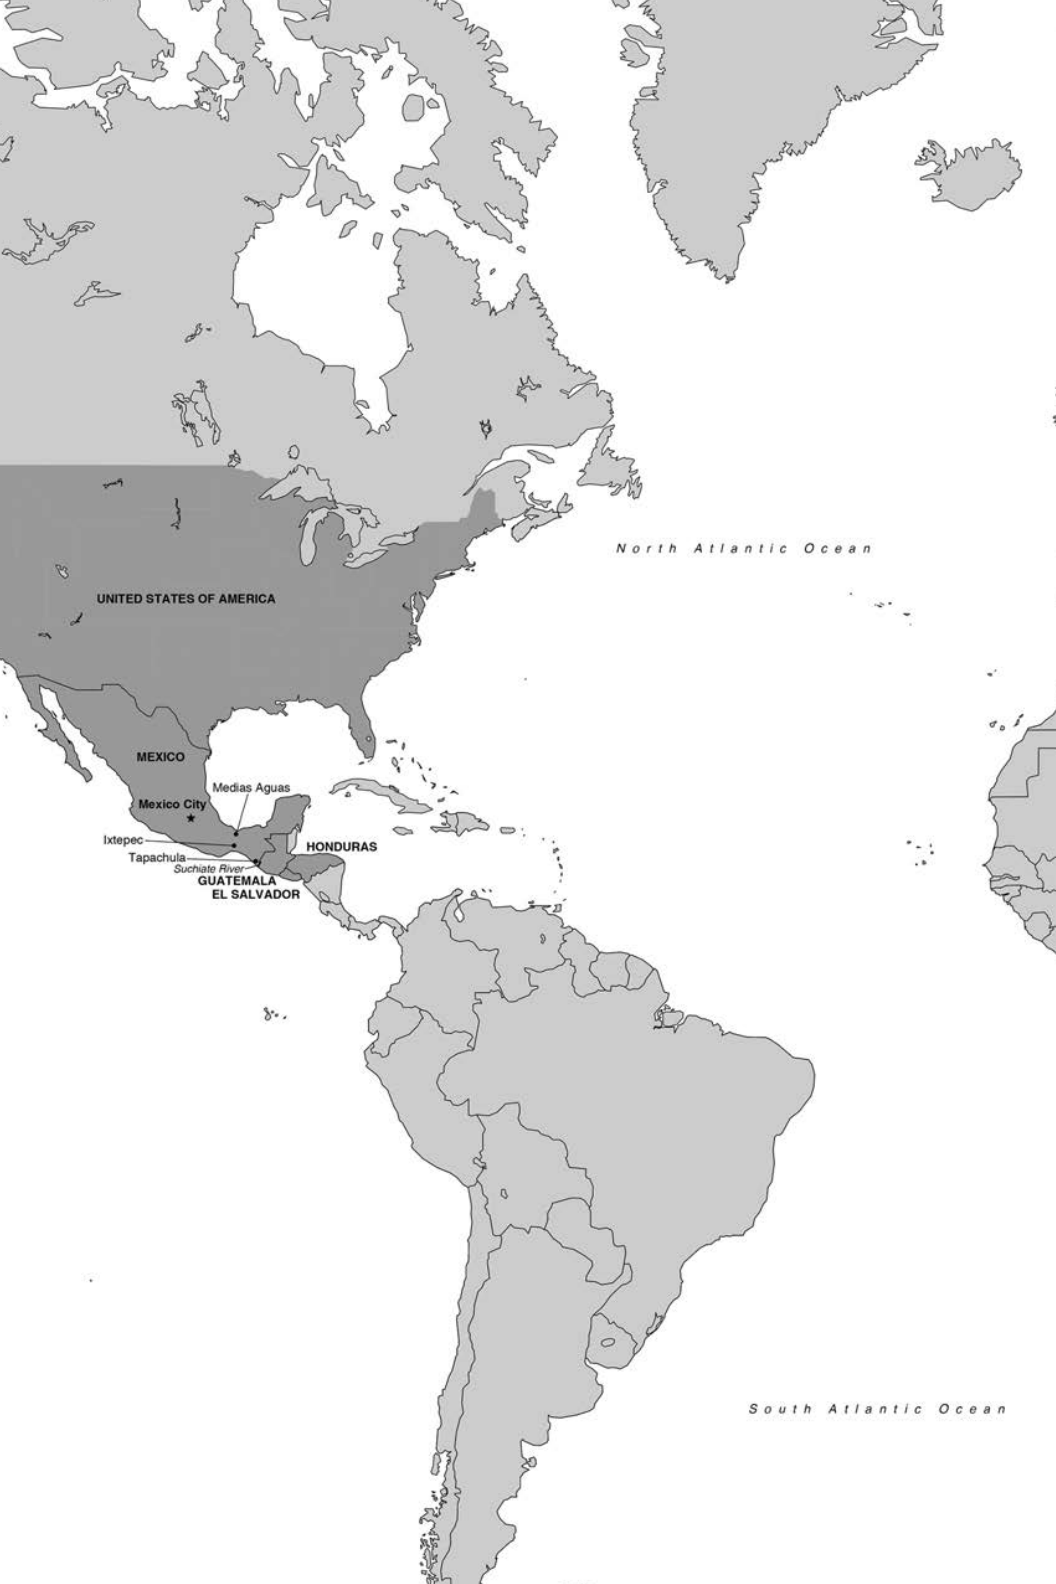 North Atlantic Ocean
UNITED STATES OF AMERICA
MEXICO
Medias Aguas
Mexico City
Ixtepec
HONDURAS
Tapachula
Suchiate River
GUATEMALA
EL SALVADOR
South Atlantic Ocean